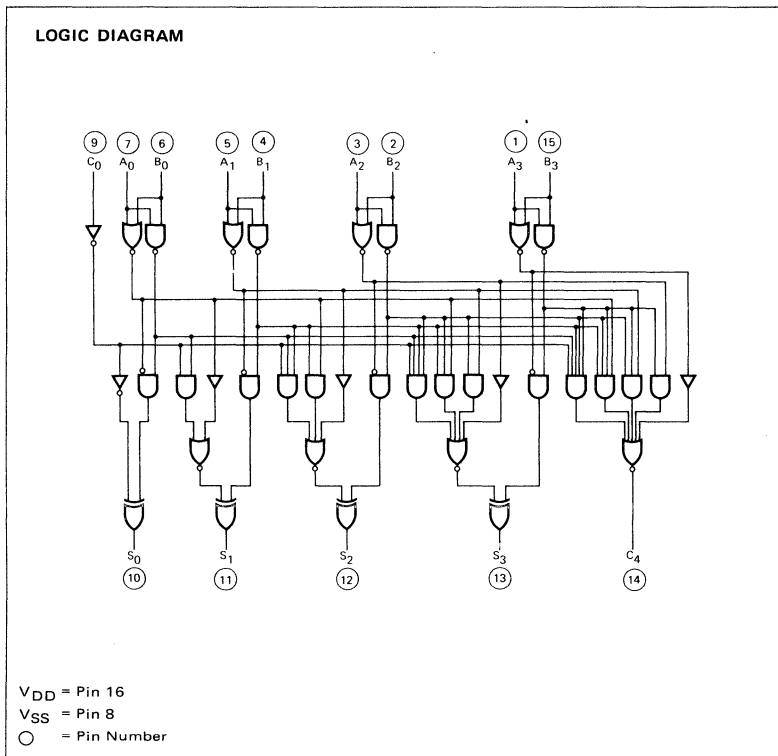 LOGIC DIAGRAM
9 7 6 5 4 3 2 1 15
C0 A0 B0 A1 B1 A2 B2 A3 B3
S0 S1 S2 S3 C4
10 11 12 13 14
VDD = Pin 16
VSS = Pin 8
○ = Pin Number